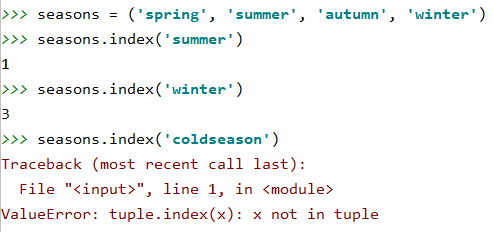 >>> seasons = ('spring', 'summer', 'autumn', 'winter')
>>> seasons.index('summer')
1
>>> seasons.index('winter')
3
>>> seasons.index('coldseason')
Traceback (most recent call last):
  File "<input>", line 1, in <module>
ValueError: tuple.index(x): x not in tuple